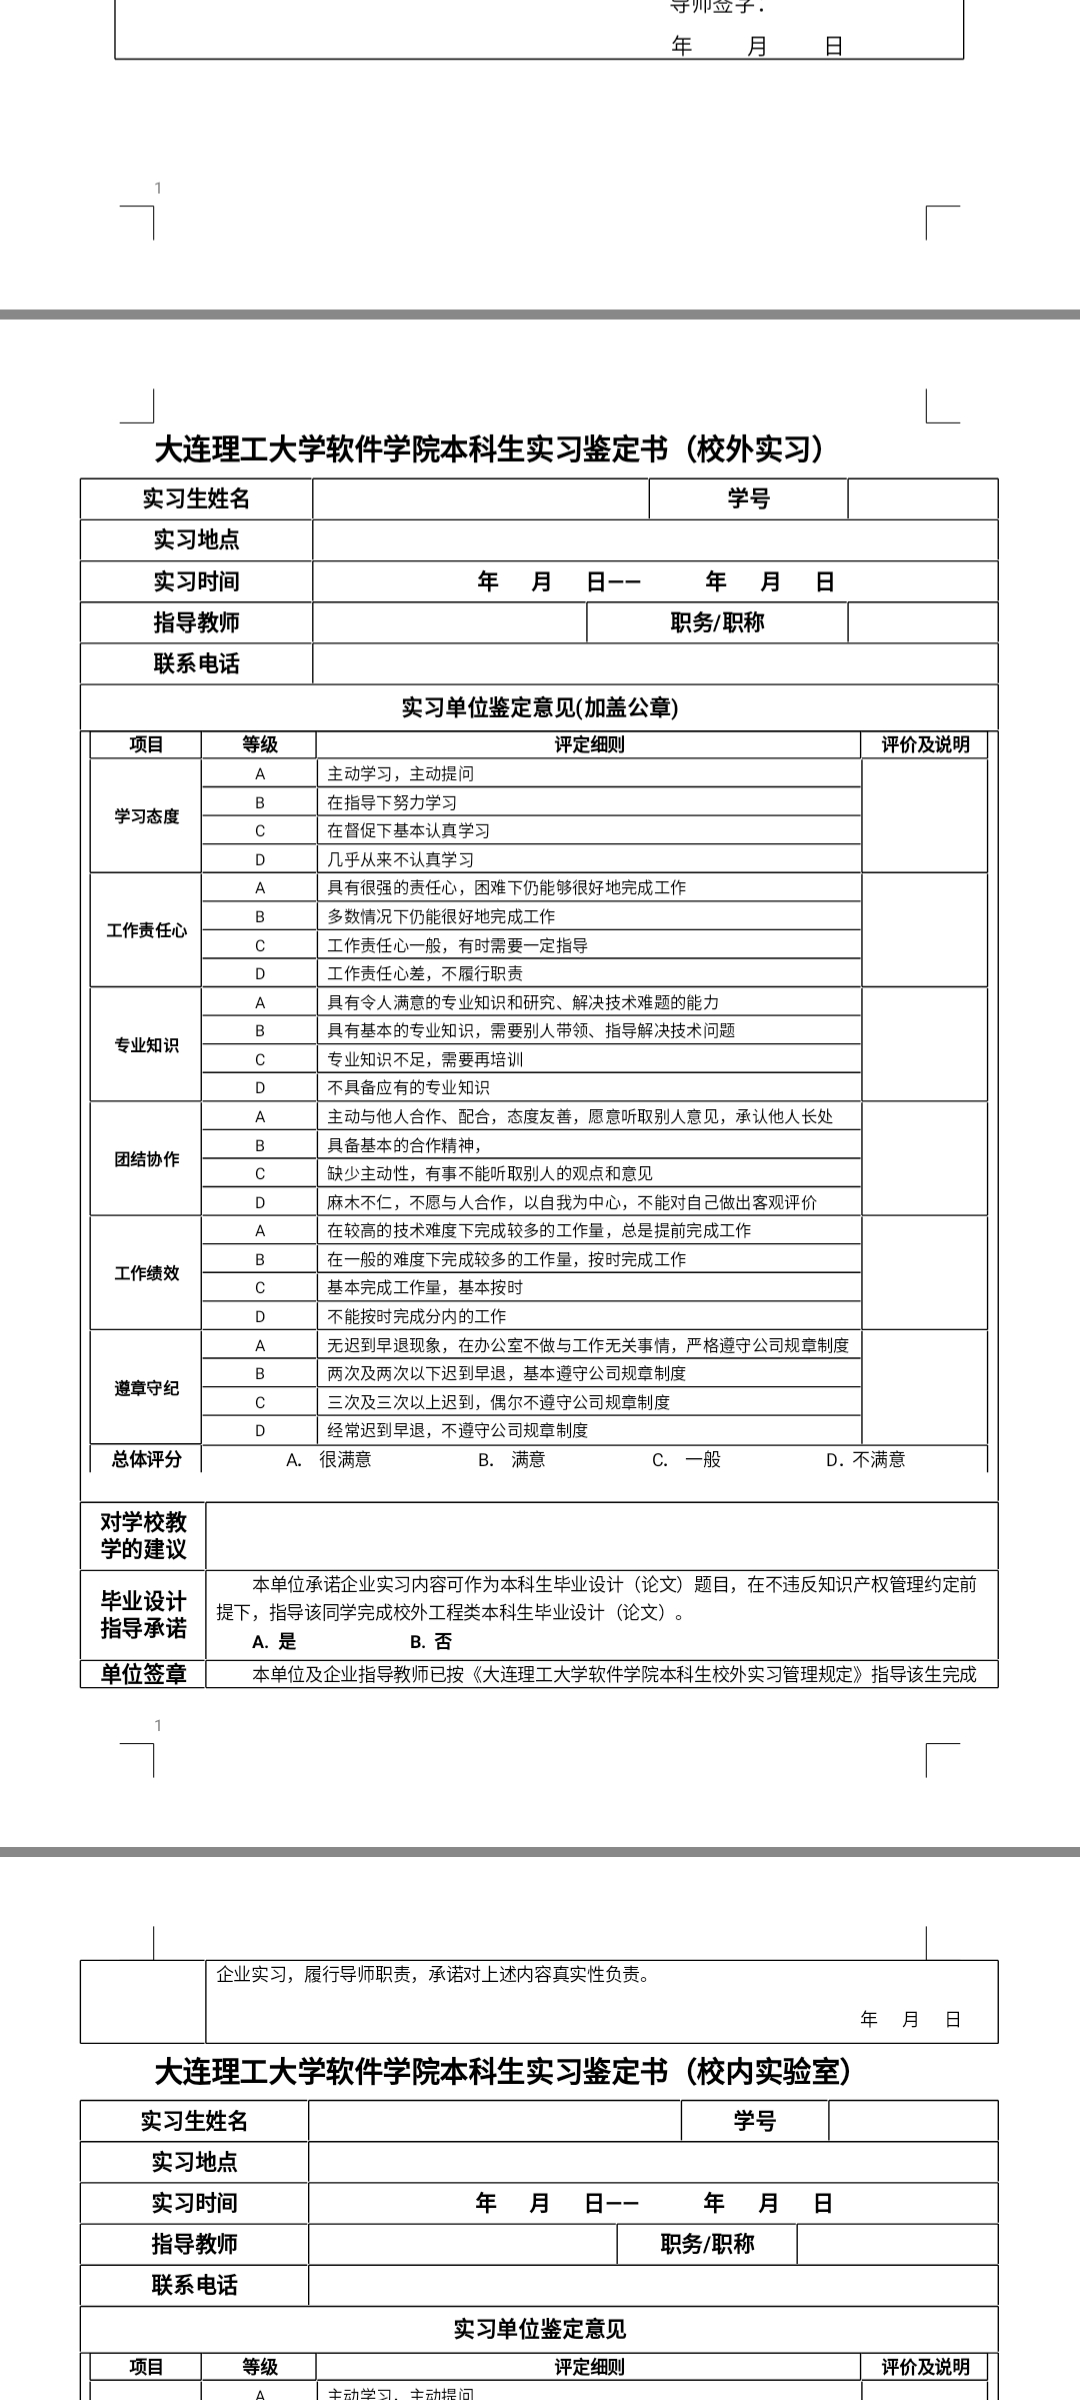 导师签字：
年 月 日
1
大连理工大学软件学院本科生实习鉴定书（校外实习）
实习生姓名 学号
实习地点
实习时间 年 月 日—— 年 月 日
指导教师 职务/职称
联系电话
实习单位鉴定意见(加盖公章)
项目 等级 评定细则 评价及说明
学习态度
A 主动学习，主动提问
B 在指导下努力学习
C 在督促下基本认真学习
D 几乎从来不认真学习
工作责任心
A 具有很强的责任心，困难下仍能够很好地完成工作
B 多数情况下仍能很好地完成工作
C 工作责任心一般，有时需要一定指导
D 工作责任心差，不履行职责
专业知识
A 具有令人满意的专业知识和研究、解决技术难题的能力
B 具有基本的专业知识，需要别人带领、指导解决技术问题
C 专业知识不足，需要再培训
D 不具备应有的专业知识
团结协作
A 主动与他人合作、配合，态度友善，愿意听取别人意见，承认他人长处
B 具备基本的合作精神，
C 缺少主动性，有事不能听取别人的观点和意见
D 麻木不仁，不愿与人合作，以自我为中心，不能对自己做出客观评价
工作绩效
A 在较高的技术难度下完成较多的工作量，总是提前完成工作
B 在一般的难度下完成较多的工作量，按时完成工作
C 基本完成工作量，基本按时
D 不能按时完成分内的工作
遵章守纪
A 无迟到早退现象，在办公室不做与工作无关事情，严格遵守公司规章制度
B 两次及两次以下迟到早退，基本遵守公司规章制度
C 三次及三次以上迟到，偶尔不遵守公司规章制度
D 经常迟到早退，不遵守公司规章制度
总体评分 A. 很满意 B. 满意 C. 一般 D. 不满意
对学校教
学的建议
毕业设计
指导承诺
本单位承诺企业实习内容可作为本科生毕业设计（论文）题目，在不违反知识产权管理约定前
提下，指导该同学完成校外工程类本科生毕业设计（论文）。
A. 是 B. 否
单位签章 本单位及企业指导教师已按《大连理工大学软件学院本科生校外实习管理规定》指导该生完成
1
企业实习，履行导师职责，承诺对上述内容真实性负责。
年 月 日
大连理工大学软件学院本科生实习鉴定书（校内实验室）
实习生姓名 学号
实习地点
实习时间 年 月 日—— 年 月 日
指导教师 职务/职称
联系电话
实习单位鉴定意见
项目 等级 评定细则 评价及说明
A 主动学习，主动提问